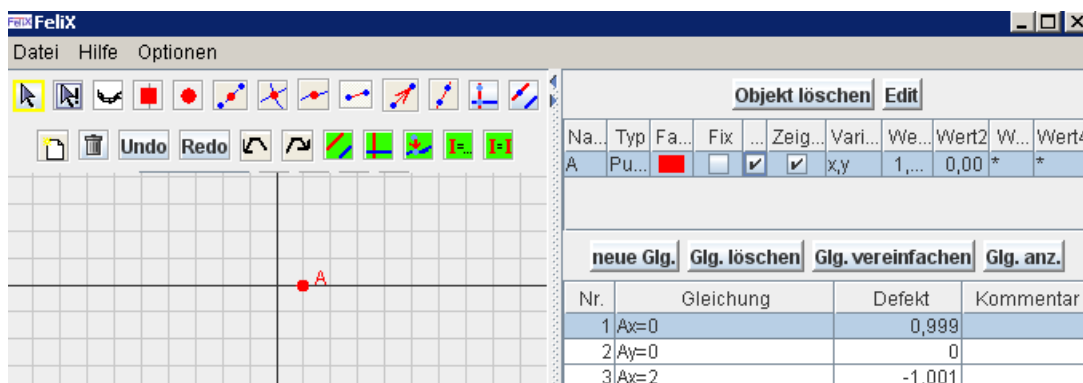 FeliX FeliX
Datei Hilfe Optionen
Objekt löschen Edit
Undo Redo I=... I=I
Na... Typ Fa... Fix ... Zeig... Vari... We... Wert2 W... Wert4
A Pu... x,y 1,... 0,00 * *
A
neue Glg. Glg. löschen Glg. vereinfachen Glg. anz.
Nr. Gleichung Defekt Kommentar
1 Ax=0 0,999
2 Ay=0 0
3 Ax=2 -1.001